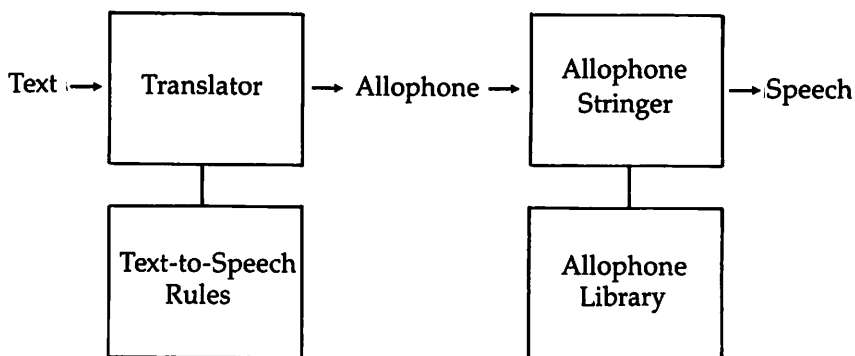 Text
Translator
Allophone
Allophone
Stringer
Speech
Text-to-Speech
Rules
Allophone
Library